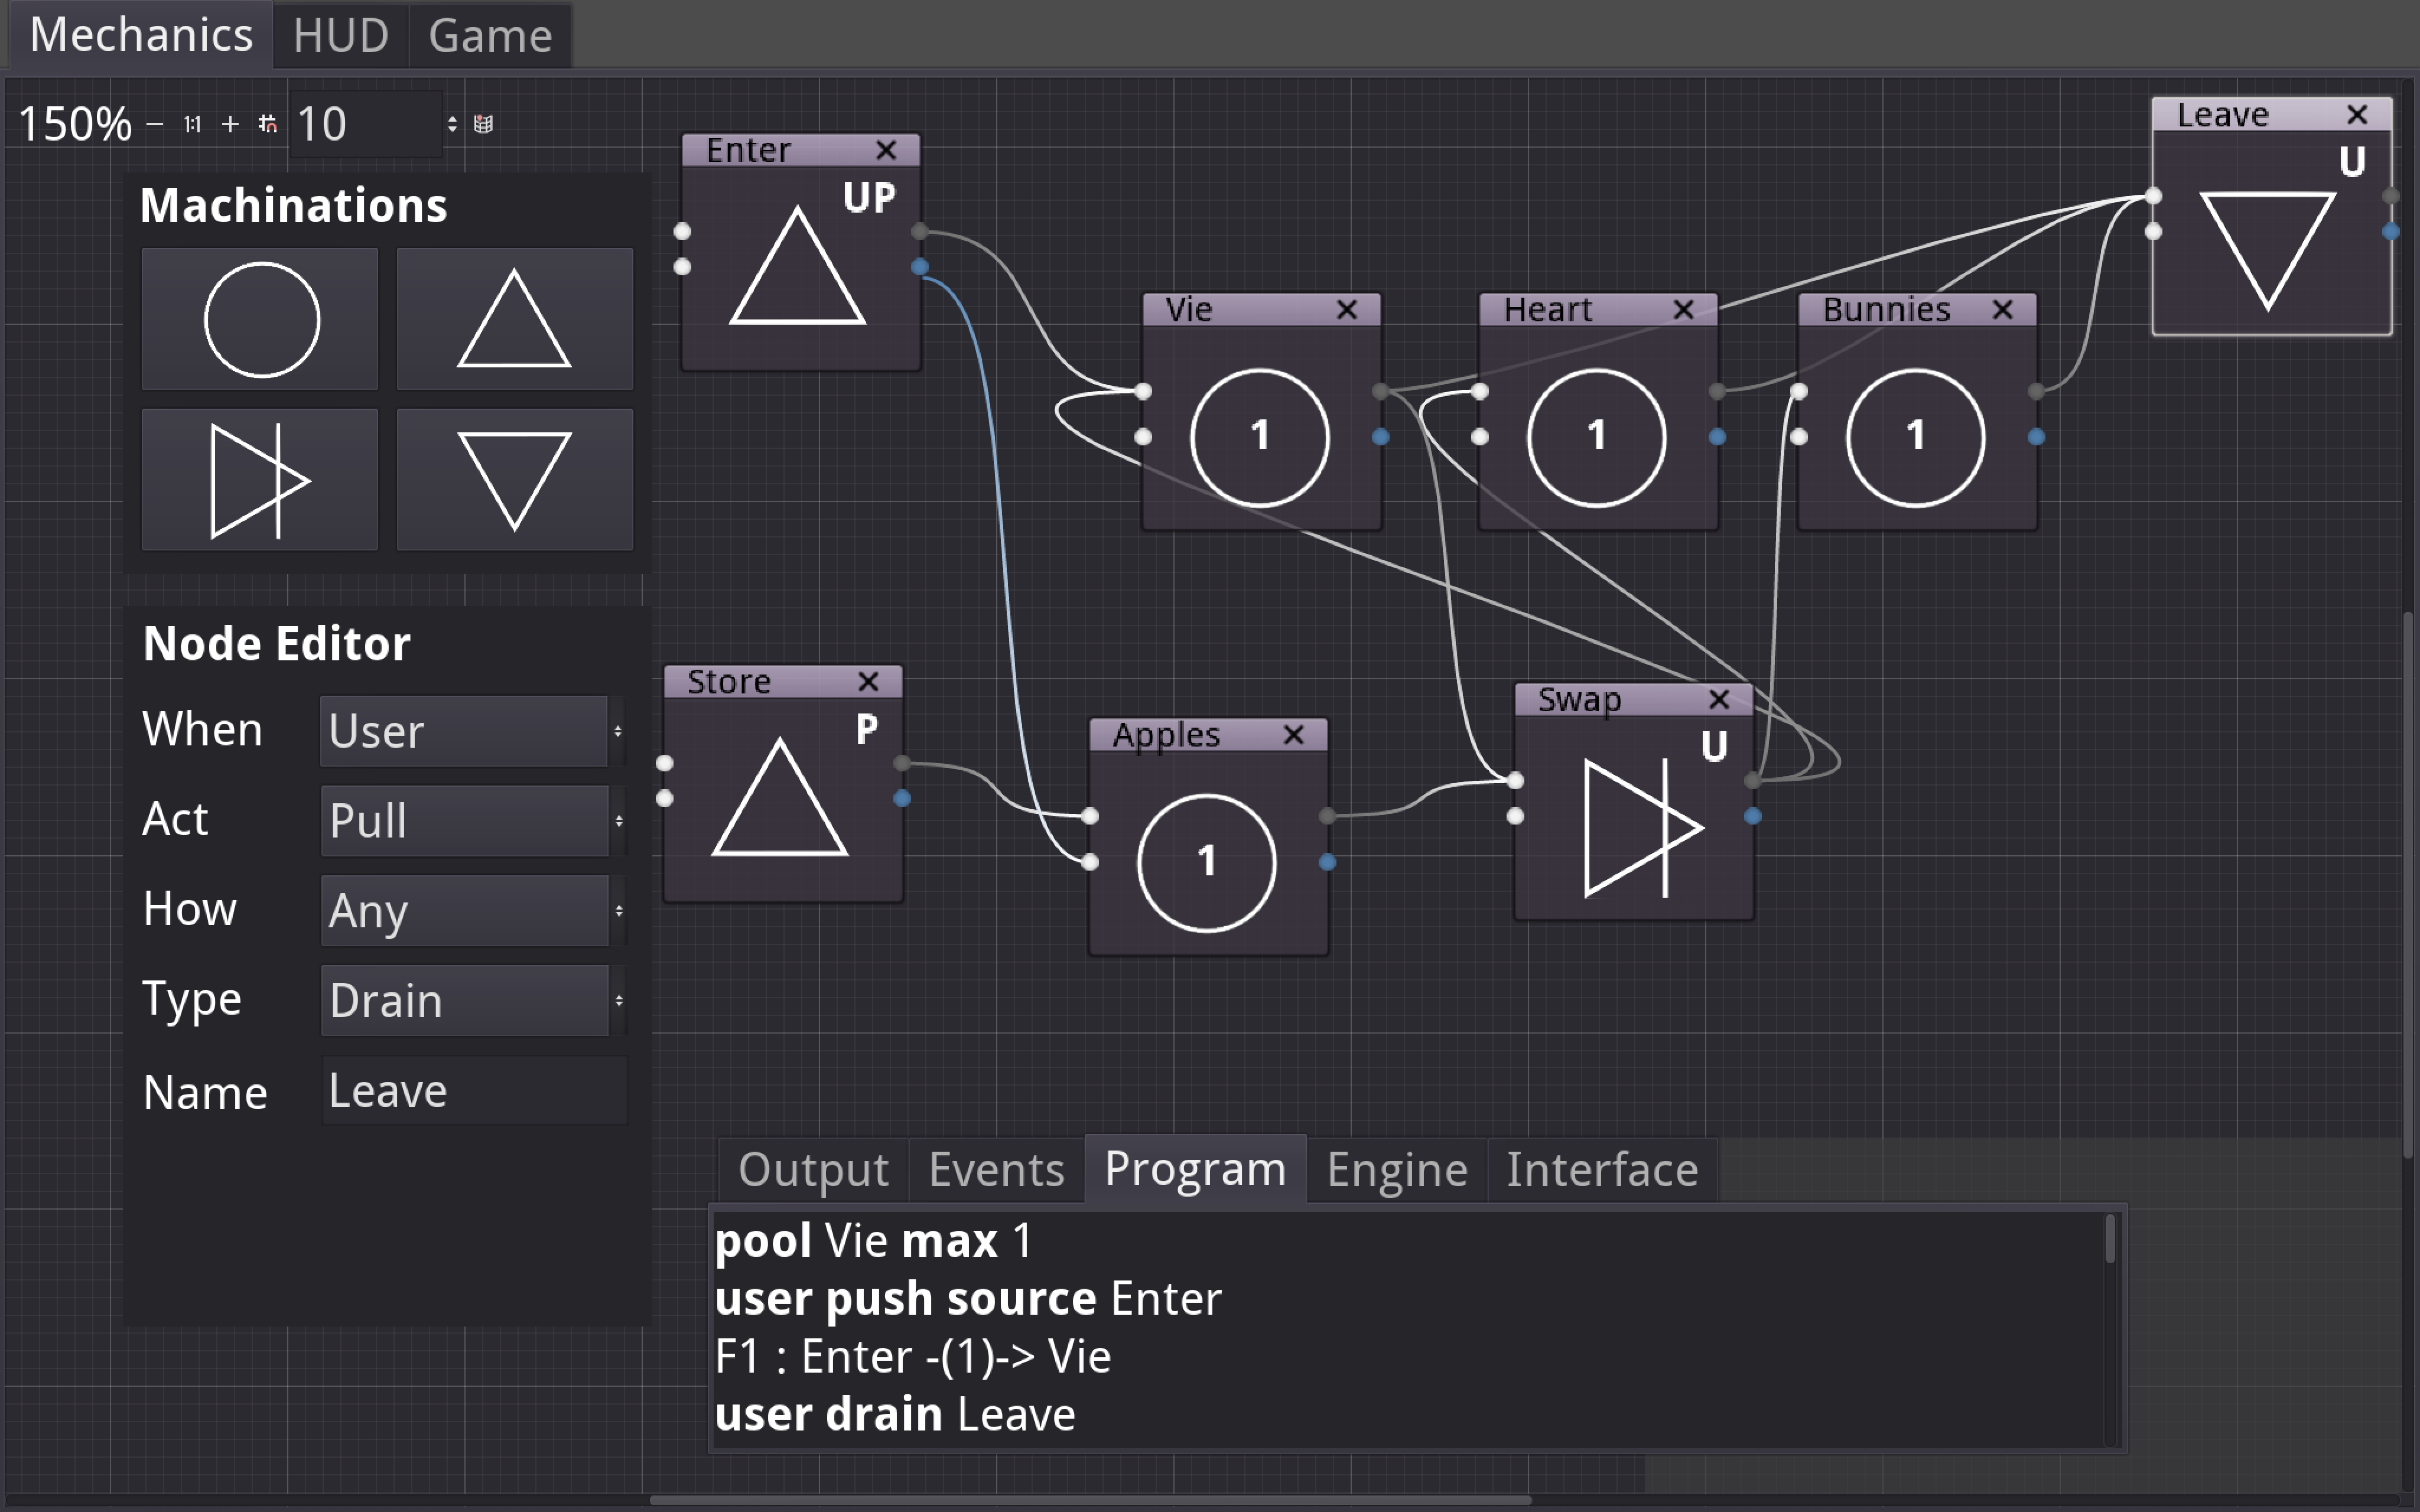 Mechanics HUD Game
150% 1:1 10
Machinations
Enter
UP
Leave
U
Vie
1
Heart
1
Bunnies
1
Node Editor
When User
Act Pull
How Any
Type Drain
Name Leave
Store
P
Apples
1
Swap
U
Output Events Program Engine Interface
pool Vie max 1
user push source Enter
F1 : Enter -(1)-> Vie
user drain Leave